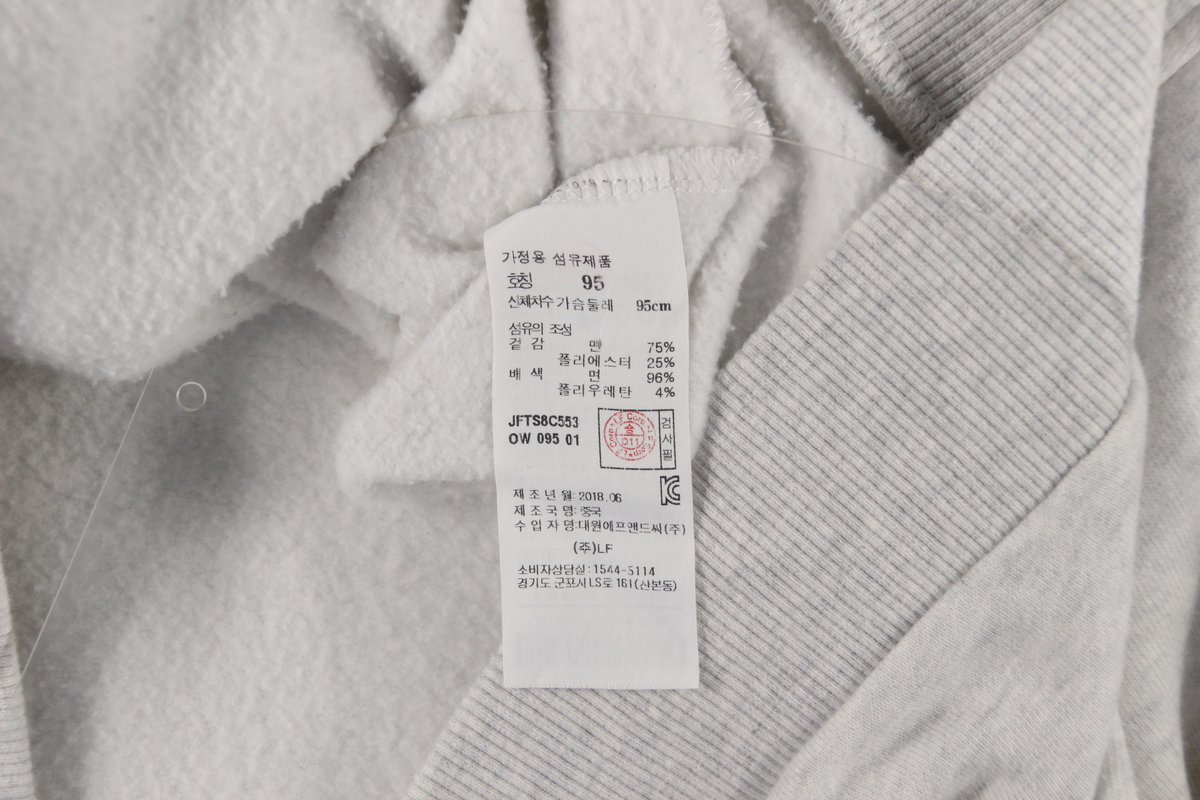 가정용 섬유제품
호칭 95
신체치수 가슴둘레 95cm
섬유의 조성
겉감 면 75%
폴리에스터 25%
배색 면 96%
폴리우레탄 4%
JFTS8C553
OW 095 01
LF Corp
011
검사필
제조년월: 2018.06
제조국명: 중국
수입자명: 대원에프앤드씨(주)
(주)LF
소비자상담실: 1544-5114
경기도 군포시 LS로 161(산본동)